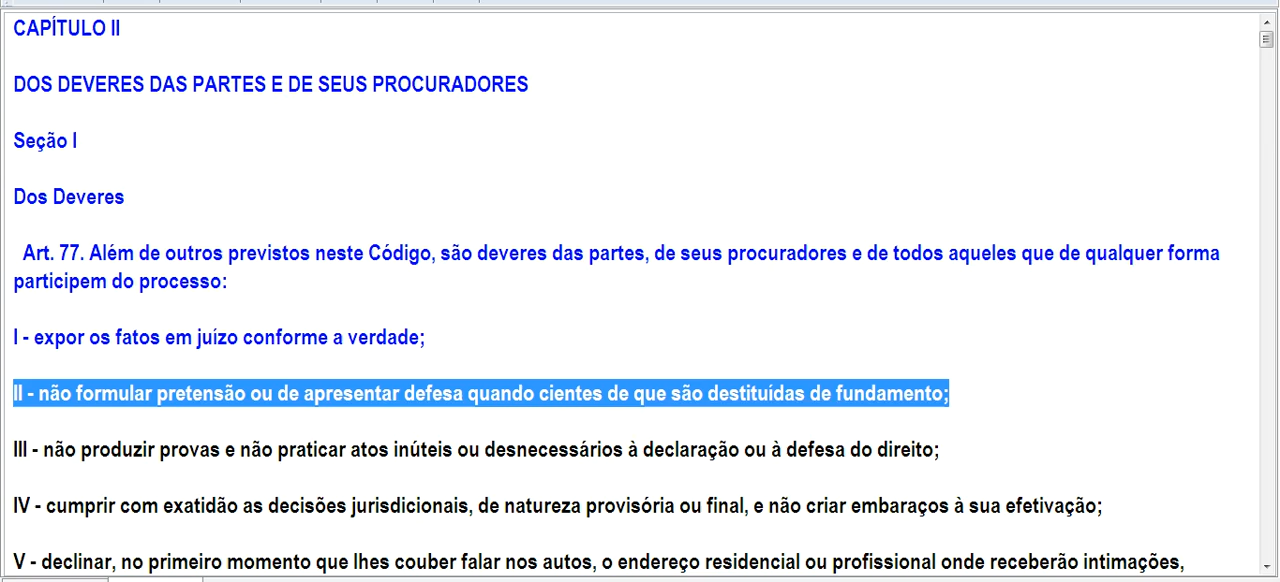 CAPÍTULO II
DOS DEVERES DAS PARTES E DE SEUS PROCURADORES
Seção I
Dos Deveres
Art. 77. Além de outros previstos neste Código, são deveres das partes, de seus procuradores e de todos aqueles que de qualquer forma
participem do processo:
I - expor os fatos em juízo conforme a verdade;
II - não formular pretensão ou de apresentar defesa quando cientes de que são destituídas de fundamento;
III - não produzir provas e não praticar atos inúteis ou desnecessários à declaração ou à defesa do direito;
IV - cumprir com exatidão as decisões jurisdicionais, de natureza provisória ou final, e não criar embaraços à sua efetivação;
V - declinar, no primeiro momento que lhes couber falar nos autos, o endereço residencial ou profissional onde receberão intimações,